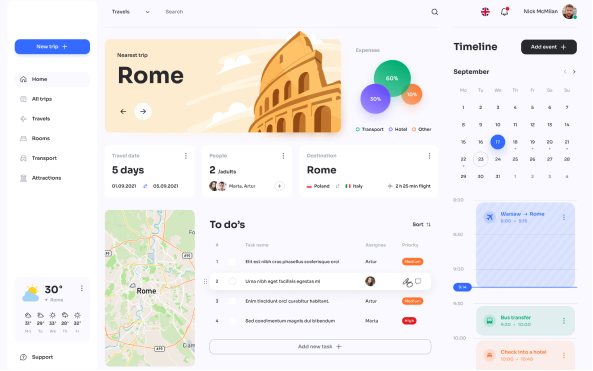 Travels
Search
Nick McMilan
New trip +
Home
All trips
Travels
Rooms
Transport
Attractions
30°
Rome
31° 29° 33° 28° 32°
Mo Tu We Th Fr
Support
Nearest trip
Rome
Expenses
60%
30%
10%
Transport Hotel Other
Travel date
5 days
01.09.2021 05.09.2021
People
2 /adults
Marta, Artur
Destination
Rome
Poland Italy 2 h 25 min flight
Rome
To do's
Sort
# Task name Assignee Priority
1 Elit est nibh cras phasellus scelerisque orci Artur Medium
2 Urna nibh eget facilisis egestas mi
3 Enim tincidunt orci curabitur habitant. Artur Medium
4 Sed condimentum magnis dui bibendum Marta High
Add new task +
Timeline
Add event +
September
Mo Tu We Th Fr Sa Su
1 2 3 4 5 6 7
8 9 10 11 12 13 14
15 16 17 18 19 20 21
22 23 24 25 26 27 28
29 30 31 1 2 3 4
8:00
Warsaw → Rome
8:30
9:00
9:14
9:30
Bus transfer
9:30 • 10:00
10:00
Check into a hotel
10:00 • 10:40